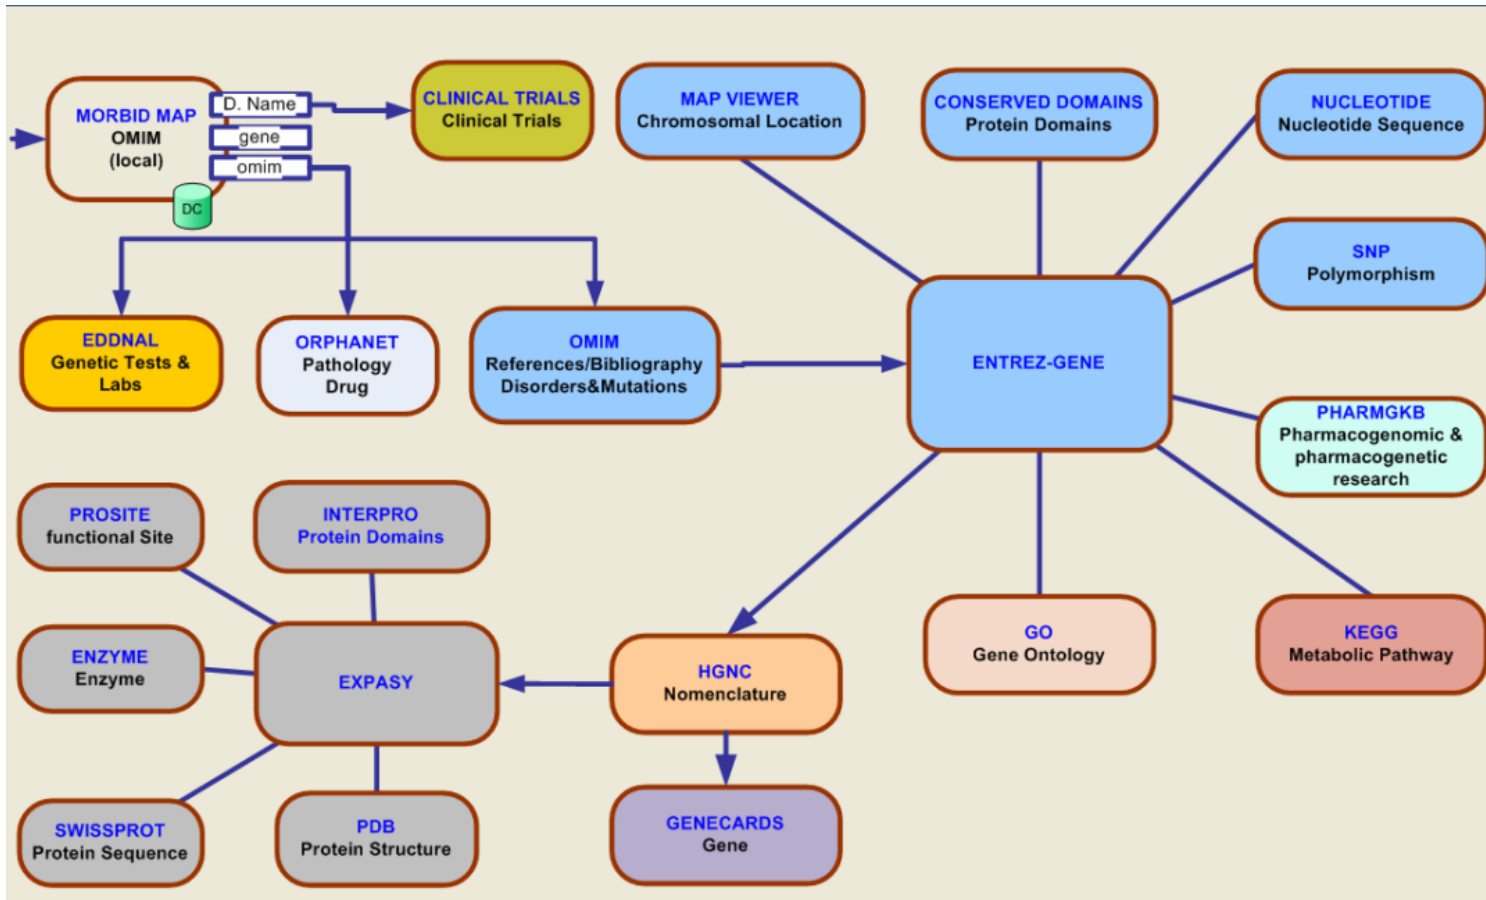 MORBID MAP
OMIM
(local)
D. Name
gene
omim
DC
CLINICAL TRIALS
Clinical Trials
MAP VIEWER
Chromosomal Location
CONSERVED DOMAINS
Protein Domains
NUCLEOTIDE
Nucleotide Sequence
SNP
Polymorphism
EDDNAL
Genetic Tests &
Labs
ORPHANET
Pathology
Drug
OMIM
References/Bibliography
Disorders&Mutations
ENTREZ-GENE
PHARMGKB
Pharmacogenomic &
pharmacogenetic
research
PROSITE
functional Site
INTERPRO
Protein Domains
ENZYME
Enzyme
EXPASY
HGNC
Nomenclature
GO
Gene Ontology
KEGG
Metabolic Pathway
SWISSPROT
Protein Sequence
PDB
Protein Structure
GENECARDS
Gene